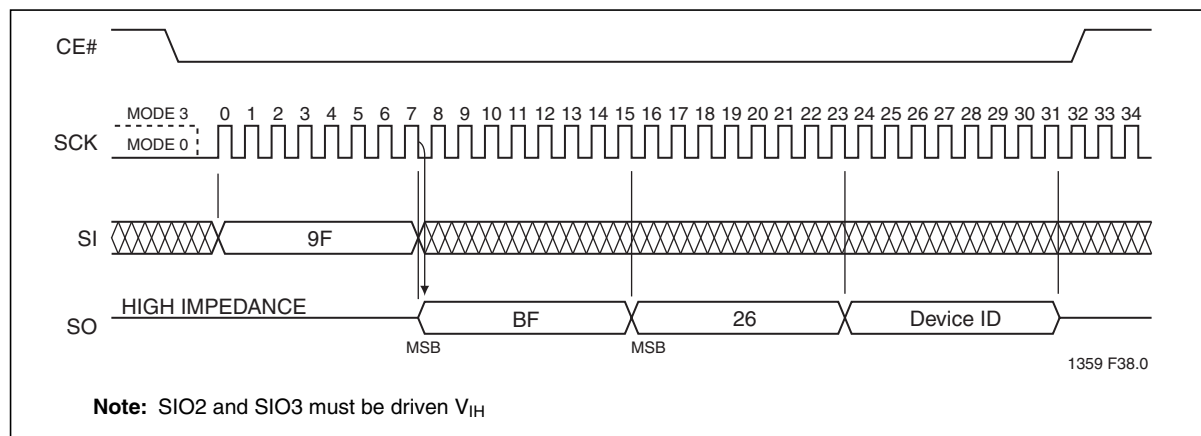 CE#
MODE 3
0 1 2 3 4 5 6 7 8 9 10 11 12 13 14 15 16 17 18 19 20 21 22 23 24 25 26 27 28 29 30 31 32 33 34
SCK
MODE 0
SI
9F
HIGH IMPEDANCE
SO
BF
26
Device ID
MSB
MSB
1359 F38.0
Note: SIO2 and SIO3 must be driven VIH